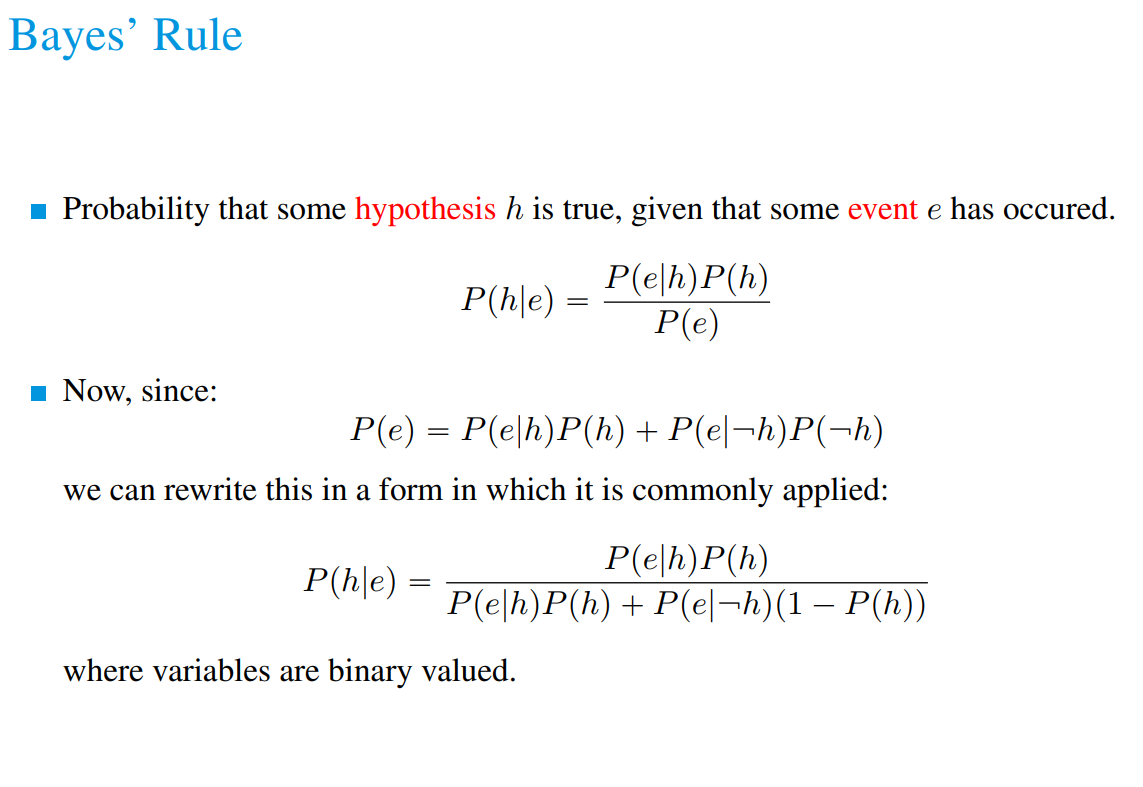 Bayes’ Rule
Probability that some hypothesis h is true, given that some event e has occured.
P(h|e) = P(e|h)P(h) / P(e)
Now, since:
P(e) = P(e|h)P(h) + P(e|¬h)P(¬h)
we can rewrite this in a form in which it is commonly applied:
P(h|e) = P(e|h)P(h) / P(e|h)P(h) + P(e|¬h)(1 − P(h))
where variables are binary valued.